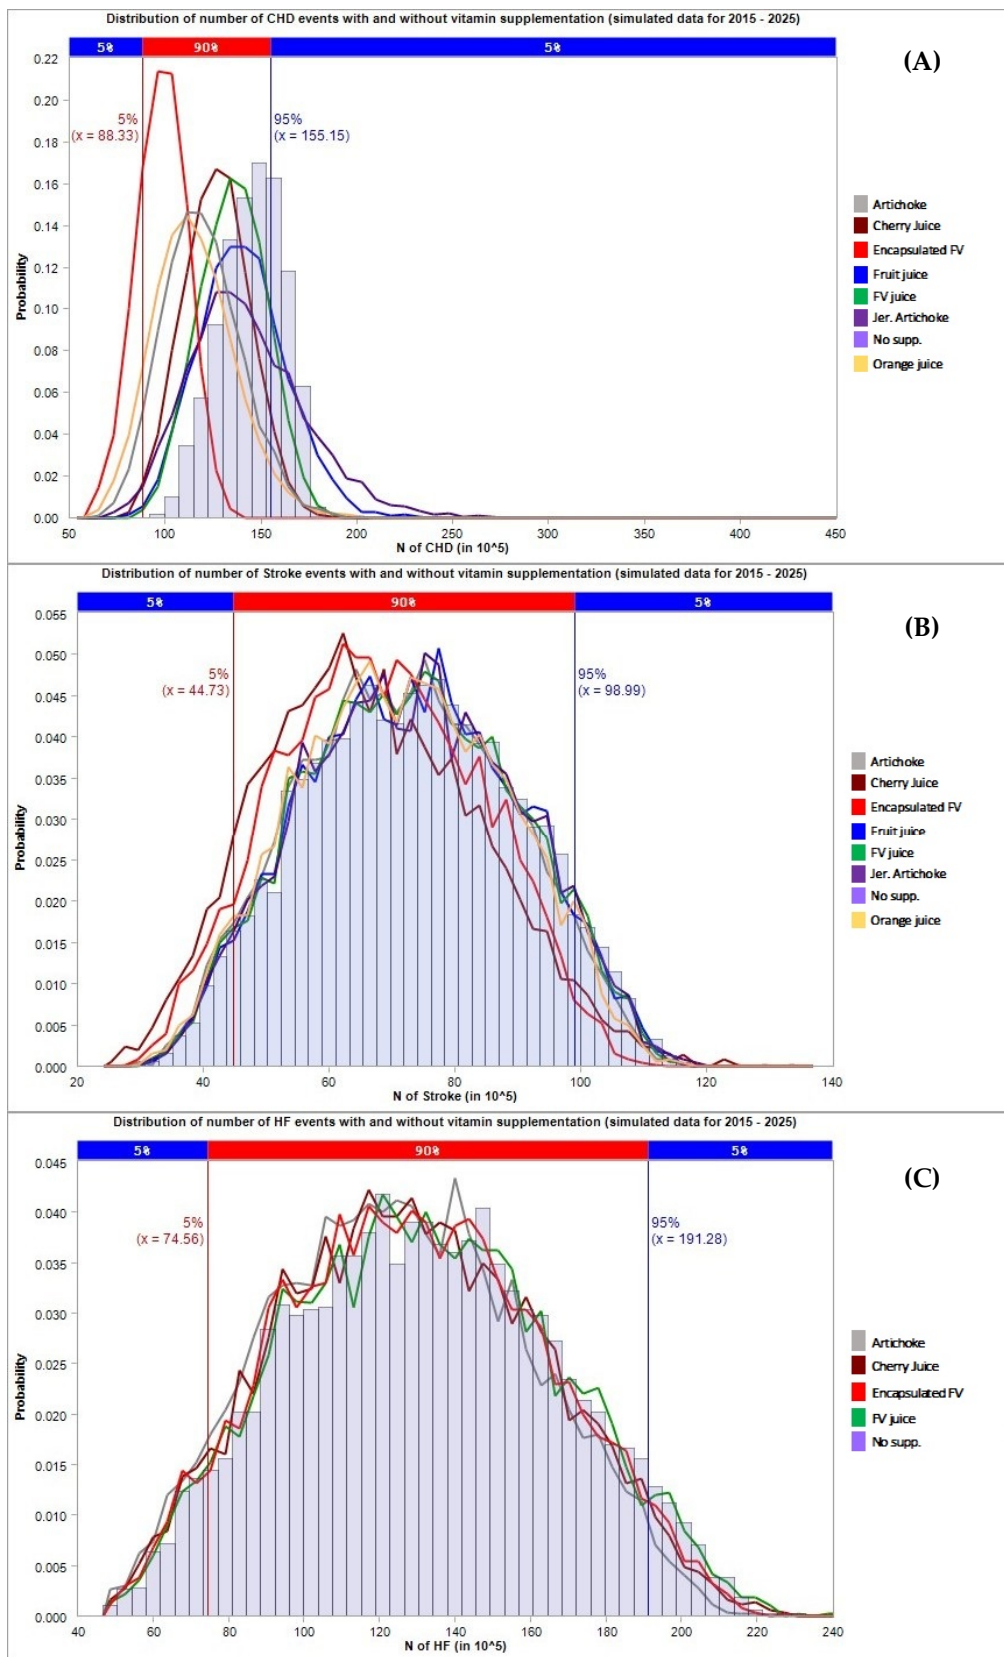 Distribution of number of CHD events with and without vitamin supplementation (simulated data for 2015 - 2025)
5% 90% 5%
(A)
0.22
0.20
0.18
0.16
0.14
0.12
0.10
0.08
0.06
0.04
0.02
0.00
Probability
5%
(x = 88.33)
95%
(x = 155.15)
50 100 150 200 250 300 350 400 450
N of CHD (in 10^5)
Artichoke
Cherry Juice
Encapsulated FV
Fruit juice
FV juice
Jer. Artichoke
No supp.
Orange juice
Distribution of number of Stroke events with and without vitamin supplementation (simulated data for 2015 - 2025)
5% 90% 5%
(B)
0.055
0.050
0.045
0.040
0.035
0.030
0.025
0.020
0.015
0.010
0.005
0.000
Probability
5%
(x = 44.73)
95%
(x = 98.99)
20 40 60 80 100 120 140
N of Stroke (in 10^5)
Artichoke
Cherry Juice
Encapsulated FV
Fruit juice
FV juice
Jer. Artichoke
No supp.
Orange juice
Distribution of number of HF events with and without vitamin supplementation (simulated data for 2015 - 2025)
5% 90% 5%
(C)
0.045
0.040
0.035
0.030
0.025
0.020
0.015
0.010
0.005
0.000
Probability
5%
(x = 74.56)
95%
(x = 191.28)
40 60 80 100 120 140 160 180 200 220 240
N of HF (in 10^5)
Artichoke
Cherry Juice
Encapsulated FV
FV juice
No supp.